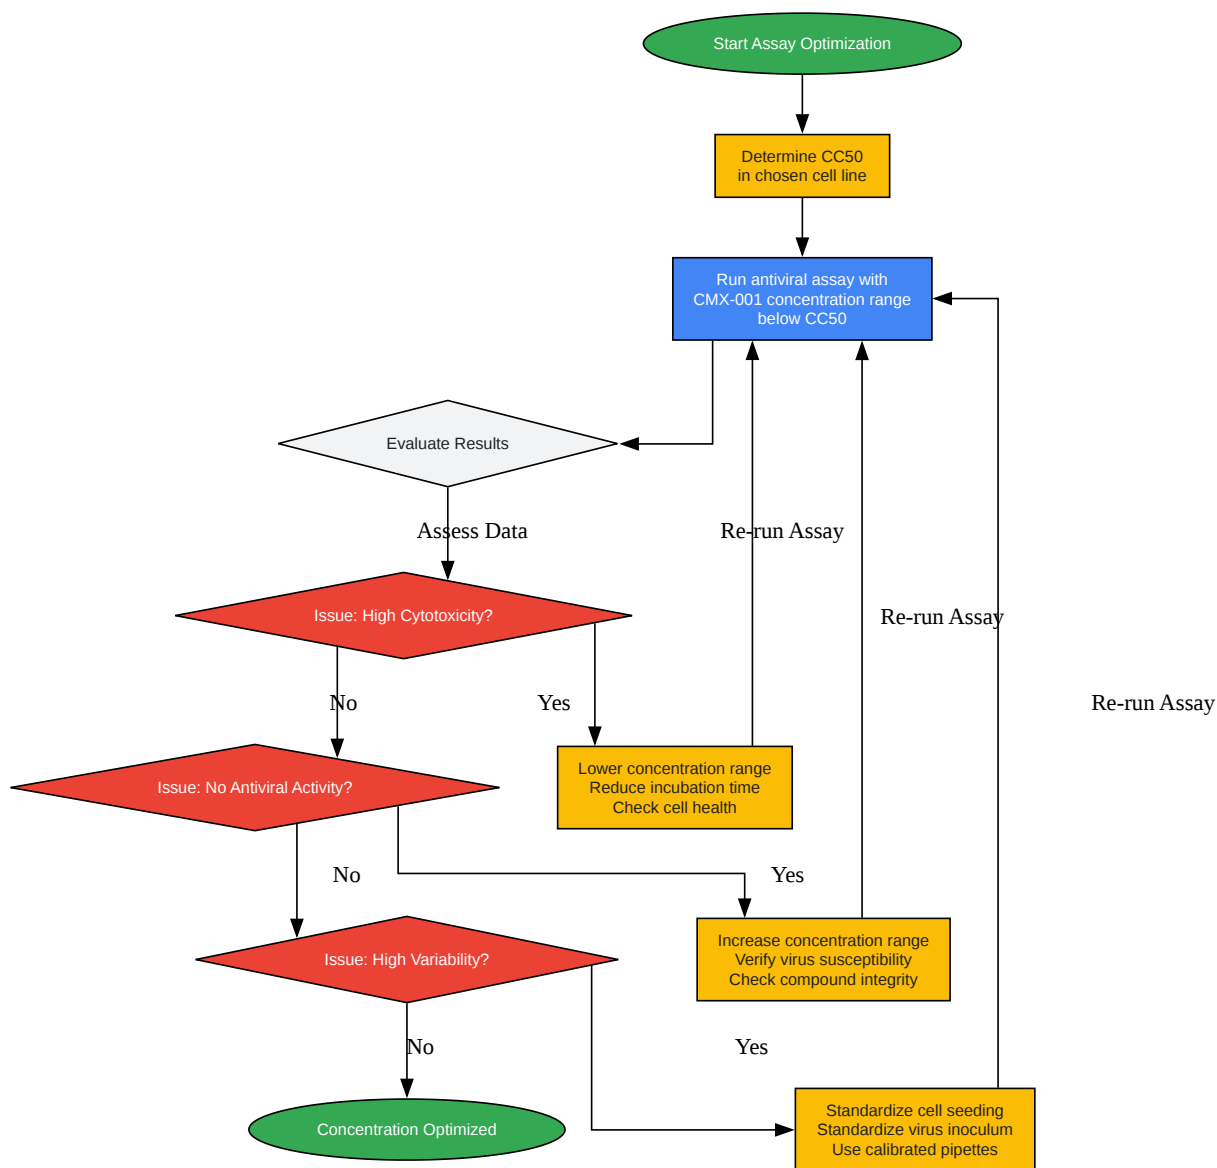 Start Assay Optimization
Determine CC50
in chosen cell line
Run antiviral assay with
CMX-001 concentration range
below CC50
Evaluate Results
Assess Data
Re-run Assay
Issue: High Cytotoxicity?
Re-run Assay
No
Yes
Re-run Assay
Issue: No Antiviral Activity?
Lower concentration range
Reduce incubation time
Check cell health
No
Yes
Issue: High Variability?
Increase concentration range
Verify virus susceptibility
Check compound integrity
No
Yes
Concentration Optimized
Standardize cell seeding
Standardize virus inoculum
Use calibrated pipettes